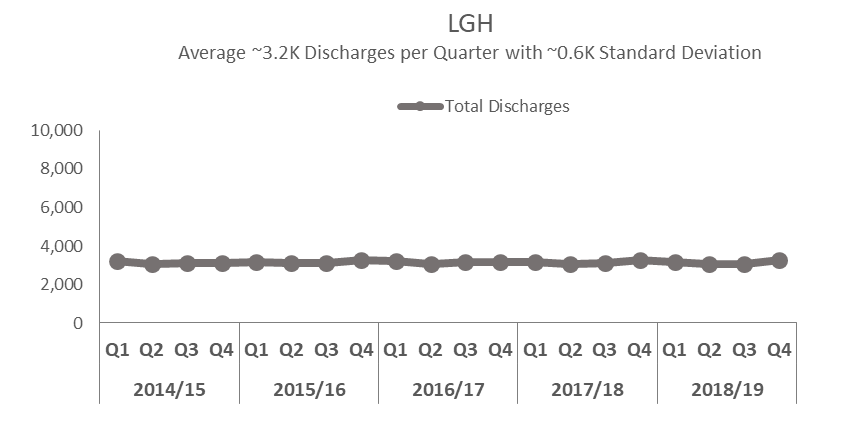 LGH
Average ~3.2K Discharges per Quarter with ~0.6K Standard Deviation
Total Discharges
10,000
8,000
6,000
4,000
2,000
0
Q1 Q2 Q3 Q4 Q1 Q2 Q3 Q4 Q1 Q2 Q3 Q4 Q1 Q2 Q3 Q4 Q1 Q2 Q3 Q4
2014/15 2015/16 2016/17 2017/18 2018/19